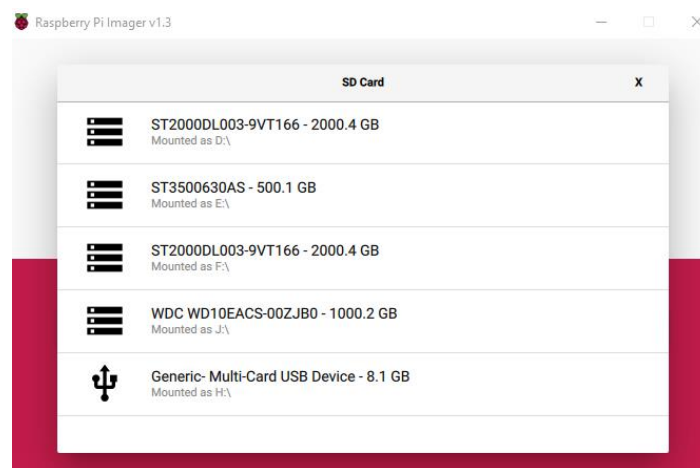 Raspberry Pi Imager v1.3
SD Card X
ST2000DL003-9VT166 - 2000.4 GB
Mounted as D:\
ST3500630AS - 500.1 GB
Mounted as E:\
ST2000DL003-9VT166 - 2000.4 GB
Mounted as F:\
WDC WD10EACS-00ZJB0 - 1000.2 GB
Mounted as J:\
Generic- Multi-Card USB Device - 8.1 GB
Mounted as H:\